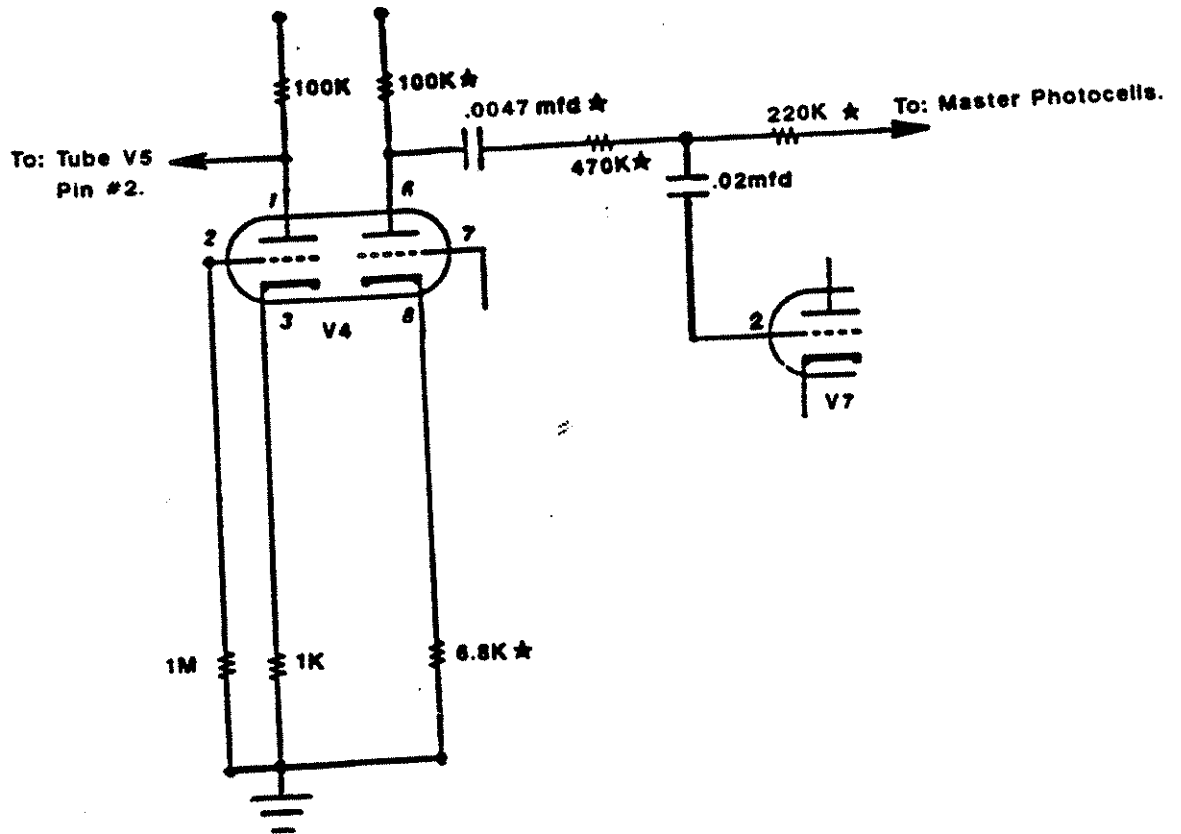 100K
100K★
.0047 mfd★
220K ★
To: Master Photocells.
To: Tube V5
Pin #2.
470K★
.02mfd
1
6
2
7
3
8
V4
2
V7
1M
1K
6.8K★